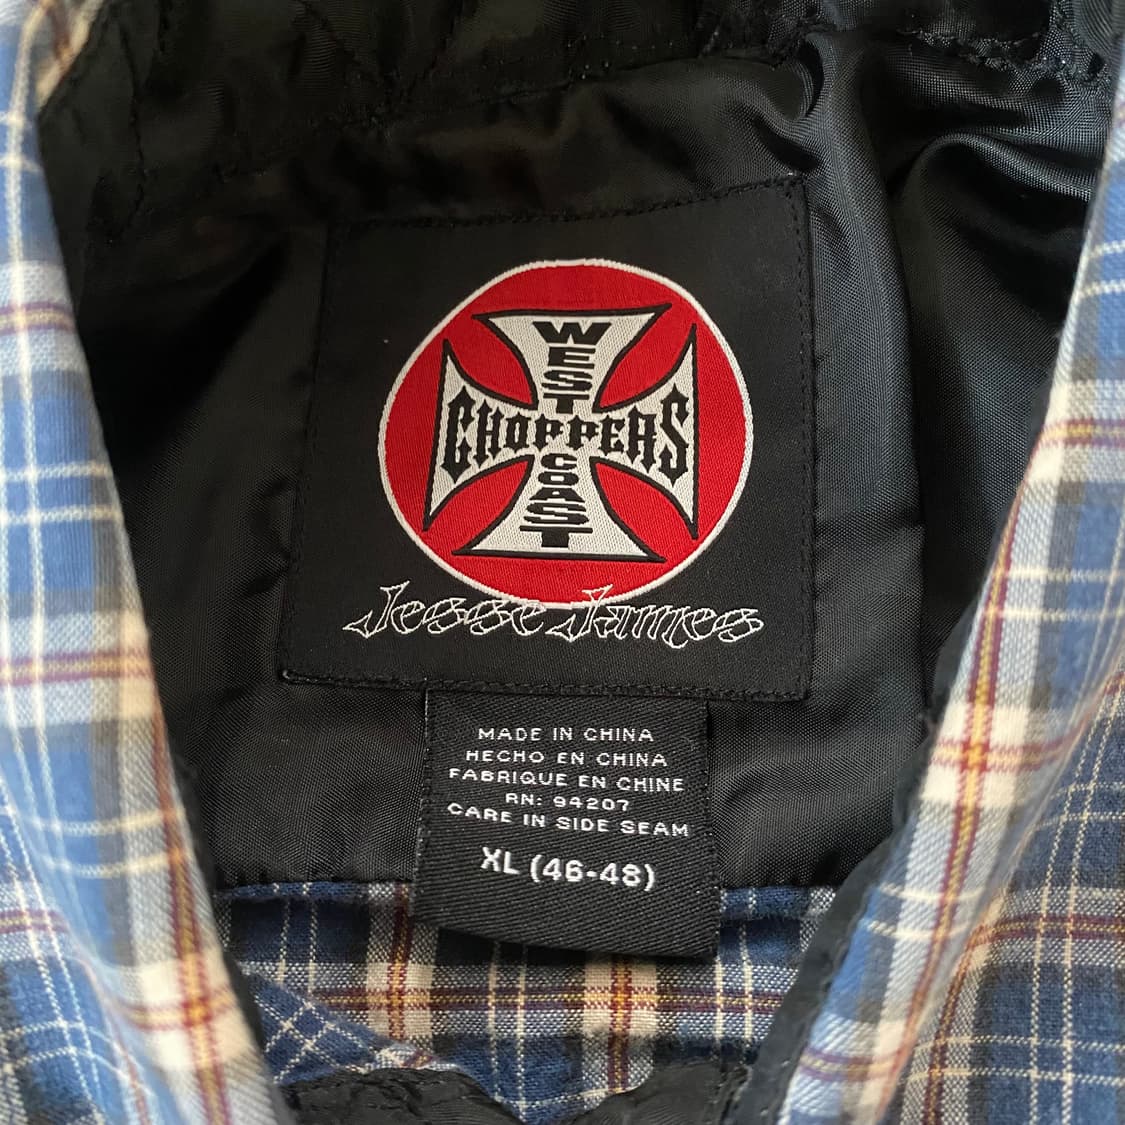 WEST
CHOPPERS
COAST
Jesse James
MADE IN CHINA
HECHO EN CHINA
FABRIQUE EN CHINE
RN: 94207
CARE IN SIDE SEAM
XL (46-48)